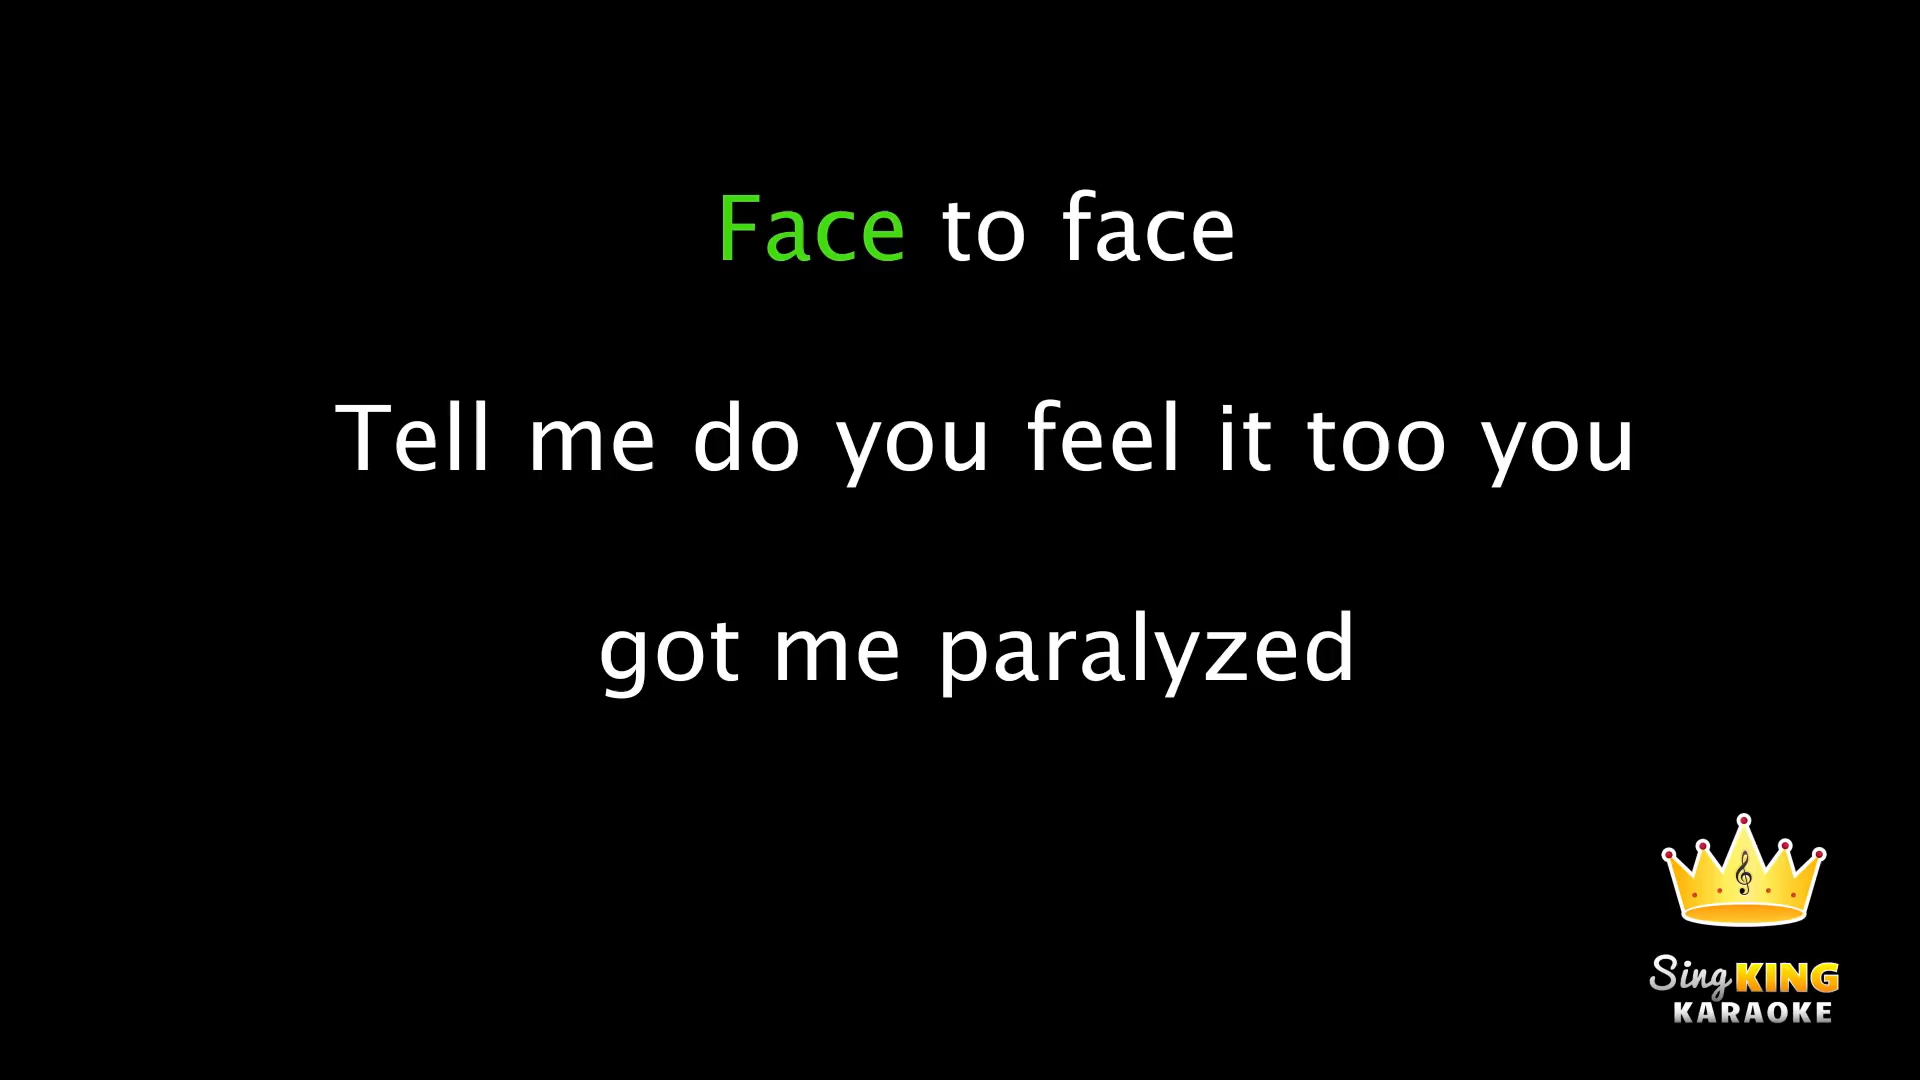 Face to face
Tell me do you feel it too you
got me paralyzed
Sing KING
KARAOKE